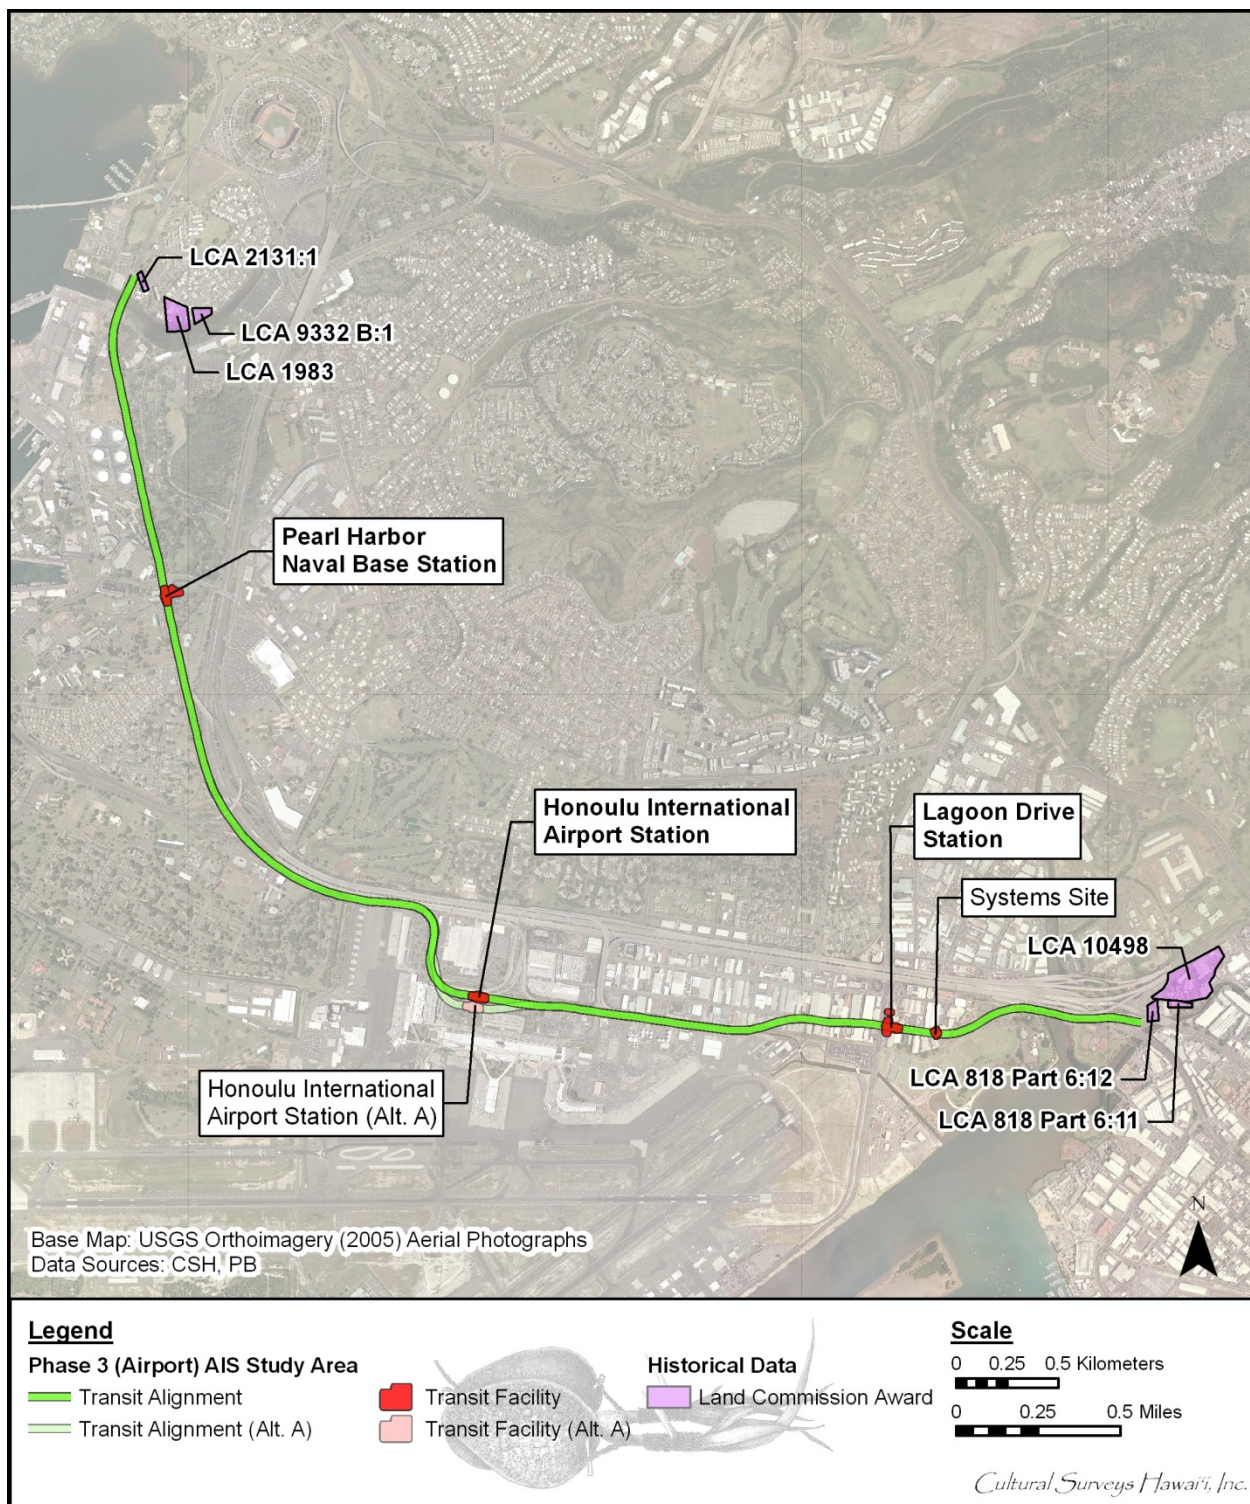 LCA 2131:1
LCA 9332 B:1
LCA 1983
Pearl Harbor
Naval Base Station
Honoulu International
Airport Station
Lagoon Drive
Station
Systems Site
LCA 10498
Honoulu International
Airport Station (Alt. A)
LCA 818 Part 6:12
LCA 818 Part 6:11
N
Base Map: USGS Orthoimagery (2005) Aerial Photographs
Data Sources: CSH, PB
Legend
Phase 3 (Airport) AIS Study Area
Transit Alignment
Transit Alignment (Alt. A)
Transit Facility
Transit Facility (Alt. A)
Historical Data
Land Commission Award
Scale
0 0.25 0.5 Kilometers
0 0.25 0.5 Miles
Cultural Surveys Hawai'i, Inc.